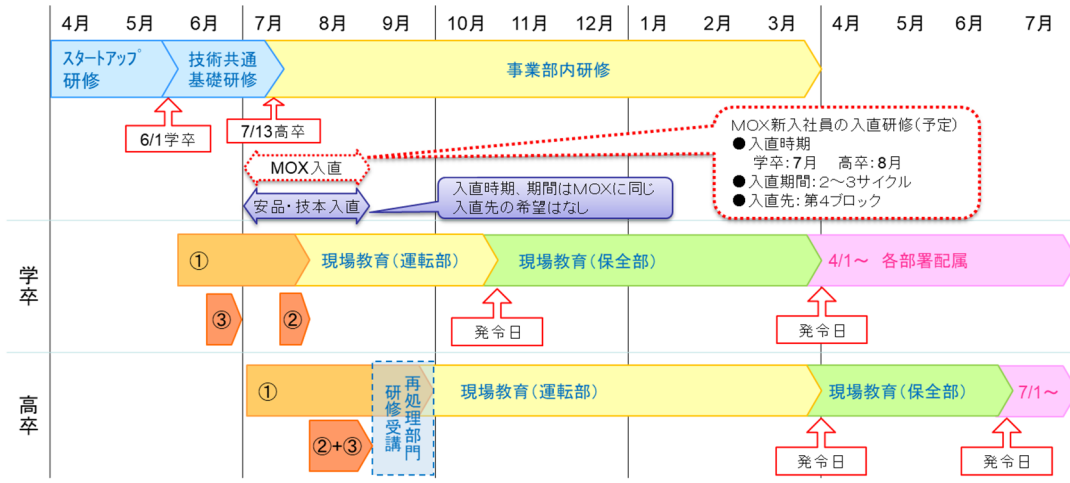 4月 5月 6月 7月 8月 9月 10月 11月 12月 1月 2月 3月 4月 5月 6月 7月
スタートアップ
研修
技術共通
基礎研修
事業部内研修
6/1学卒
7/13高卒
MOX新入社員の入直研修(予定)
●入直時期
学卒:7月 高卒:8月
●入直期間:2~3サイクル
●入直先:第4ブロック
MOX入直
安品・技本入直
入直時期、期間はMOXに同じ
入直先の希望はなし
学卒
①
現場教育(運転部)
現場教育(保全部)
4/1~ 各部署配属
③
②
発令日
発令日
高卒
①
再処理部門
研修受講
現場教育(運転部)
現場教育(保全部)
7/1~
②+③
発令日
発令日